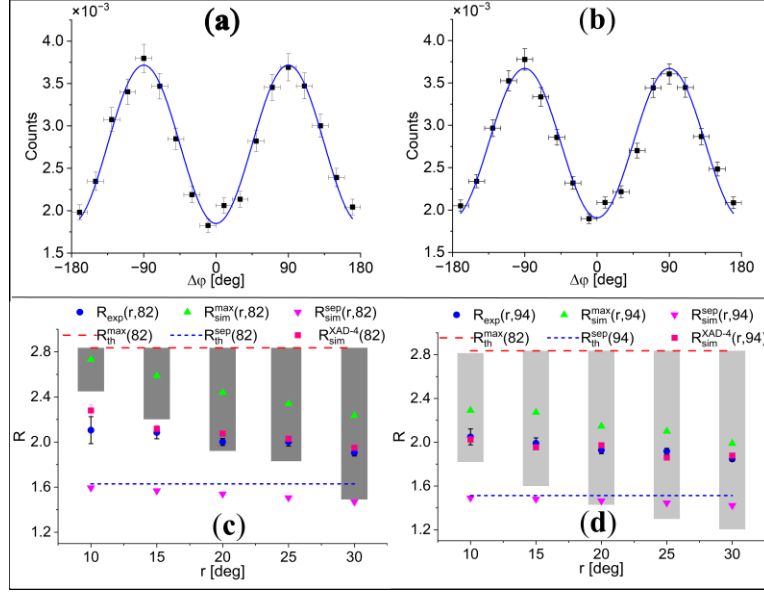 (a)
×10⁻³
4.0
3.5
3.0
2.5
2.0
1.5
Counts
−180 −90 0 90 180
Δφ [deg]
(b)
×10⁻³
4.0
3.5
3.0
2.5
2.0
1.5
Counts
−180 −90 0 90 180
Δφ [deg]
R_exp(r,82) R_sim^max(r,82) R_sim^sep(r,82)
R_th^max(82) R_th^sep(82) R_sim^XAD-4(82)
2.8
2.4
2.0
1.6
1.2
R
(c)
10 15 20 25 30
r [deg]
R_exp(r,94) R_sim^max(r,94) R_sim^sep(r,94)
R_th^max(82) R_th^sep(94) R_sim^XAD-4(r,94)
2.8
2.4
2.0
1.6
1.2
R
(d)
10 15 20 25 30
r [deg]